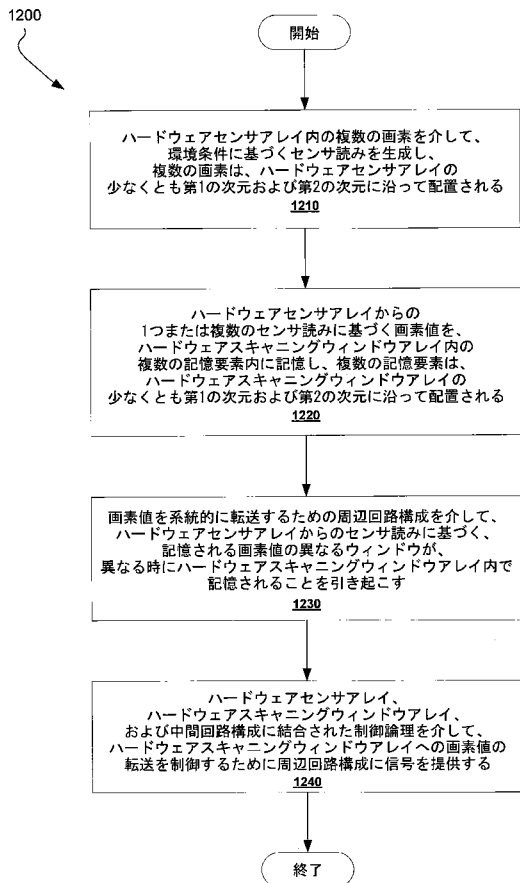 1200
開始
ハードウェアセンサアレイ内の複数の画素を介して、
環境条件に基づくセンサ読みを生成し、
複数の画素は、ハードウェアセンサアレイの
少なくとも第1の次元および第2の次元に沿って配置される
1210
ハードウェアセンサアレイからの
1つまたは複数のセンサ読みに基づく画素値を、
ハードウェアスキャニングウィンドウアレイ内の
複数の記憶要素内に記憶し、複数の記憶要素は、
ハードウェアスキャニングウィンドウアレイの
少なくとも第1の次元および第2の次元に沿って配置される
1220
画素値を系統的に転送するための周辺回路構成を介して、
ハードウェアセンサアレイからのセンサ読みに基づく、
記憶される画素値の異なるウィンドウが、
異なる時にハードウェアスキャニングウィンドウアレイ内で
記憶されることを引き起こす
1230
ハードウェアセンサアレイ、
ハードウェアスキャニングウィンドウアレイ、
および中間回路構成に結合された制御論理を介して、
ハードウェアスキャニングウィンドウアレイへの画素値の
転送を制御するために周辺回路構成に信号を提供する
1240
終了